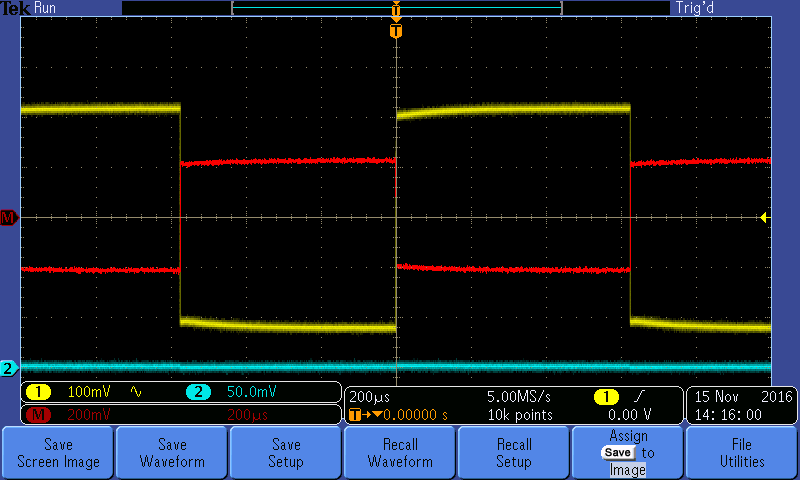 Tek Run Trig'd
T
T
M
2
1 100mV 2 50.0mV
M 200mV 200µs
200µs 5.00MS/s 1
T 0.00000 s 10k points 0.00 V
15 Nov 2016
14:16:00
Save
Screen Image
Save
Waveform
Save
Setup
Recall
Waveform
Recall
Setup
Assign
Save to
Image
File
Utilities